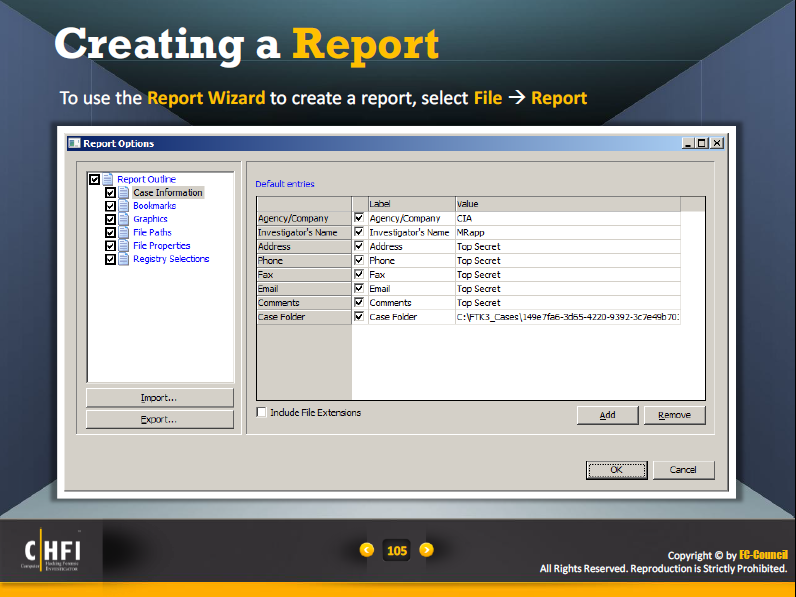 Creating a Report
To use the Report Wizard to create a report, select File → Report
Report Options
Report Outline
Case Information
Bookmarks
Graphics
File Paths
File Properties
Registry Selections
Import...
Export...
Default entries
Label Value
Agency/Company Agency/Company CIA
Investigator's Name Investigator's Name MRapp
Address Address Top Secret
Phone Phone Top Secret
Fax Fax Top Secret
Email Email Top Secret
Comments Comments Top Secret
Case Folder Case Folder C:\FTK3_Cases\149e7fa6-3d65-4220-9392-3c7e49b70
Include File Extensions
Add Remove
OK Cancel
CHFI
Computer Hacking Forensic
INVESTIGATOR
105
Copyright © by EC-Council
All Rights Reserved. Reproduction is Strictly Prohibited.